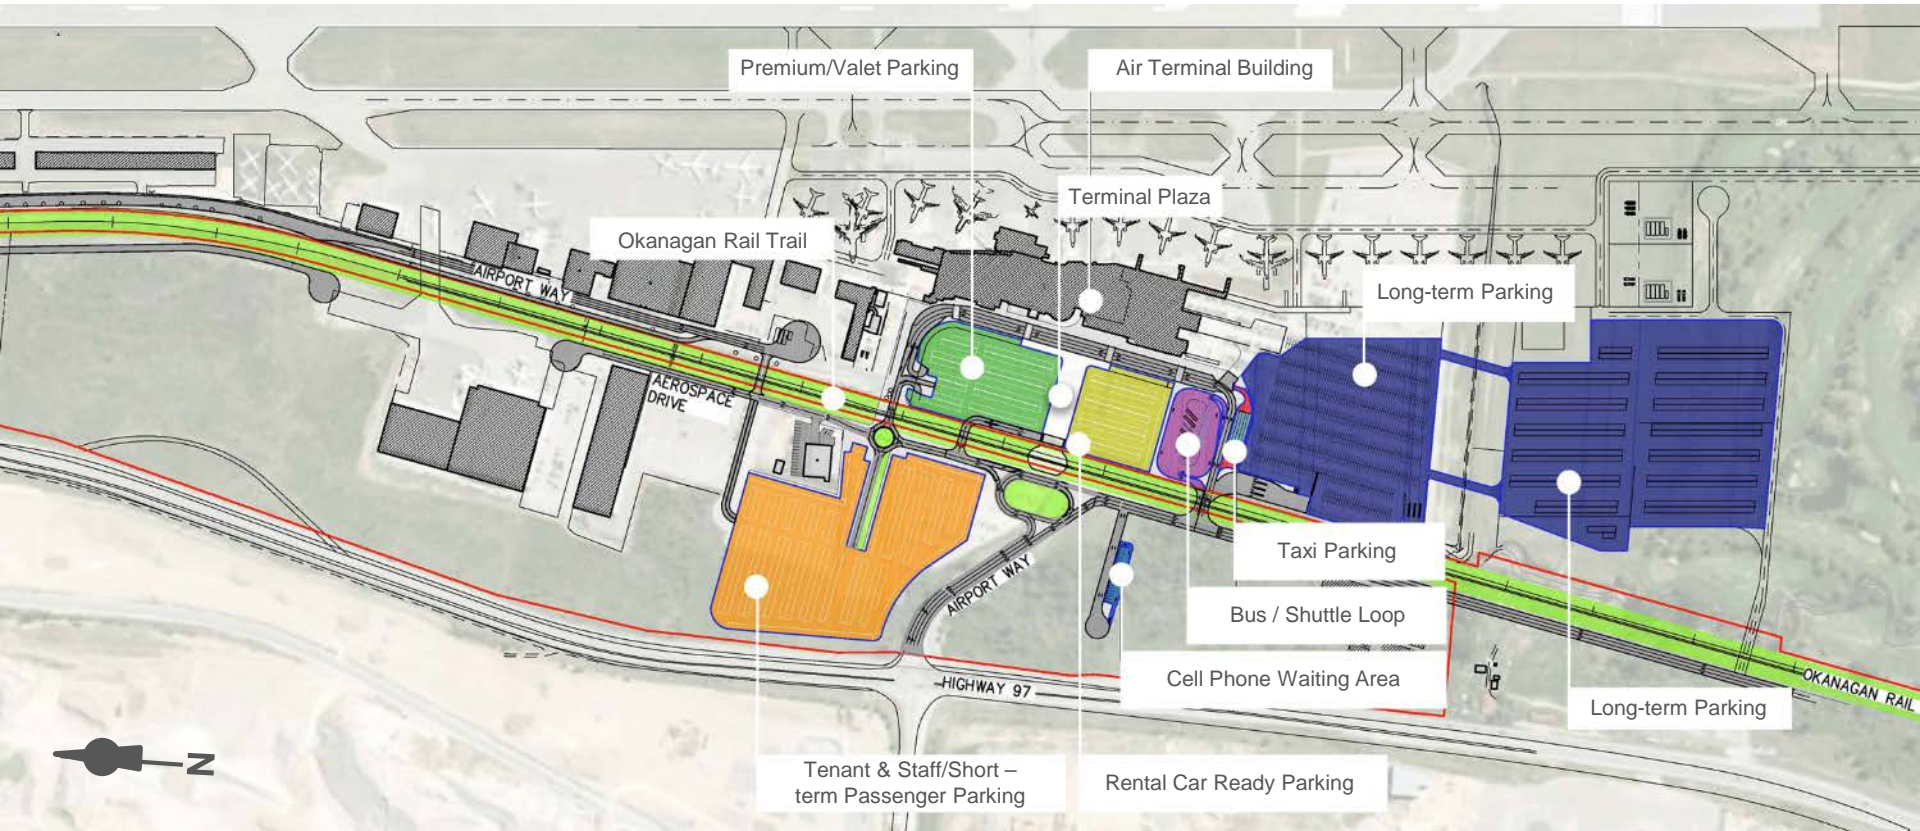 Premium/Valet Parking
Air Terminal Building
Terminal Plaza
Okanagan Rail Trail
AIRPORT WAY
Long-term Parking
AEROSPACE
DRIVE
Taxi Parking
AIRPORT WAY
Bus / Shuttle Loop
Cell Phone Waiting Area
HIGHWAY 97
OKANAGAN RAIL
Long-term Parking
N
Tenant & Staff/Short –
term Passenger Parking
Rental Car Ready Parking